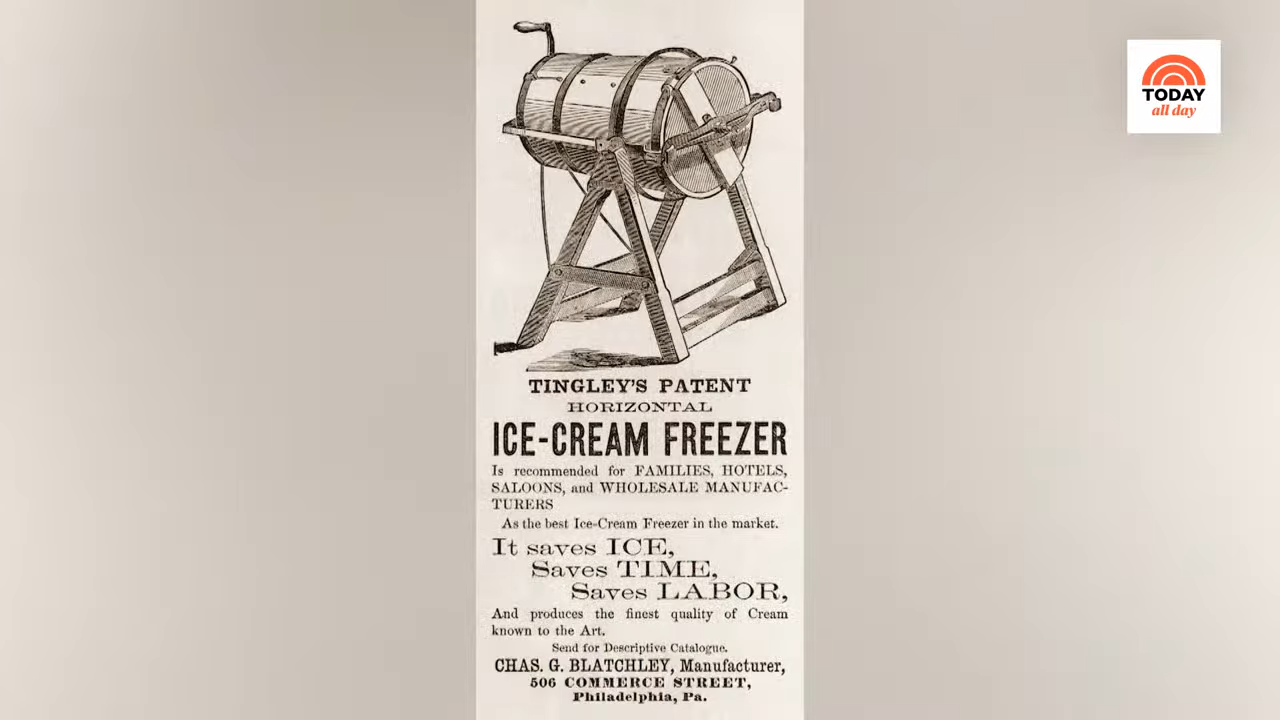 TODAY
all day
TINGLEY'S PATENT
HORIZONTAL
ICE-CREAM FREEZER
Is recommended for FAMILIES, HOTELS,
SALOONS, and WHOLESALE MANUFAC-
TURERS
As the best Ice-Cream Freezer in the market.
It saves ICE,
Saves TIME,
Saves LABOR,
And produces the finest quality of Cream
known to the Art.
Send for Descriptive Catalogue.
CHAS. G. BLATCHLEY, Manufacturer,
506 COMMERCE STREET,
Philadelphia, Pa.